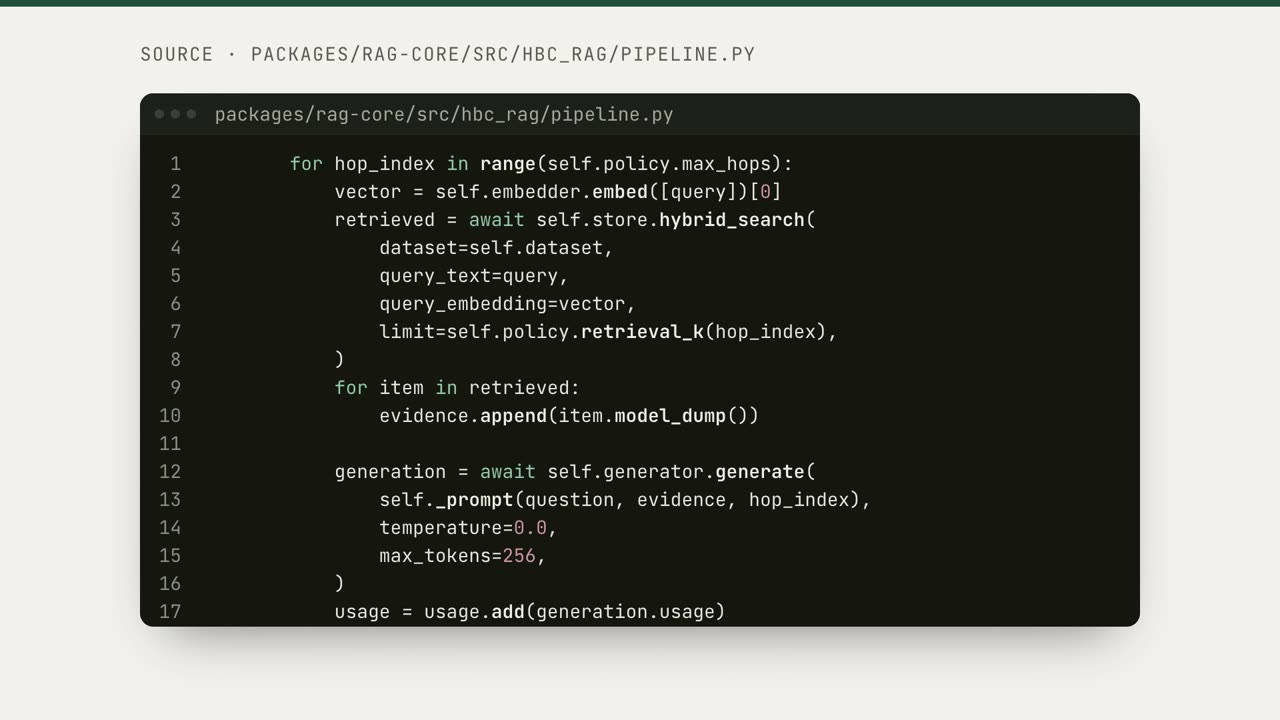 SOURCE · PACKAGES/RAG-CORE/SRC/HBC_RAG/PIPELINE.PY
packages/rag-core/src/hbc_rag/pipeline.py
1 for hop_index in range(self.policy.max_hops):
2 vector = self.embedder.embed([query])[0]
3 retrieved = await self.store.hybrid_search(
4 dataset=self.dataset,
5 query_text=query,
6 query_embedding=vector,
7 limit=self.policy.retrieval_k(hop_index),
8 )
9 for item in retrieved:
10 evidence.append(item.model_dump())
11
12 generation = await self.generator.generate(
13 self._prompt(question, evidence, hop_index),
14 temperature=0.0,
15 max_tokens=256,
16 )
17 usage = usage.add(generation.usage)